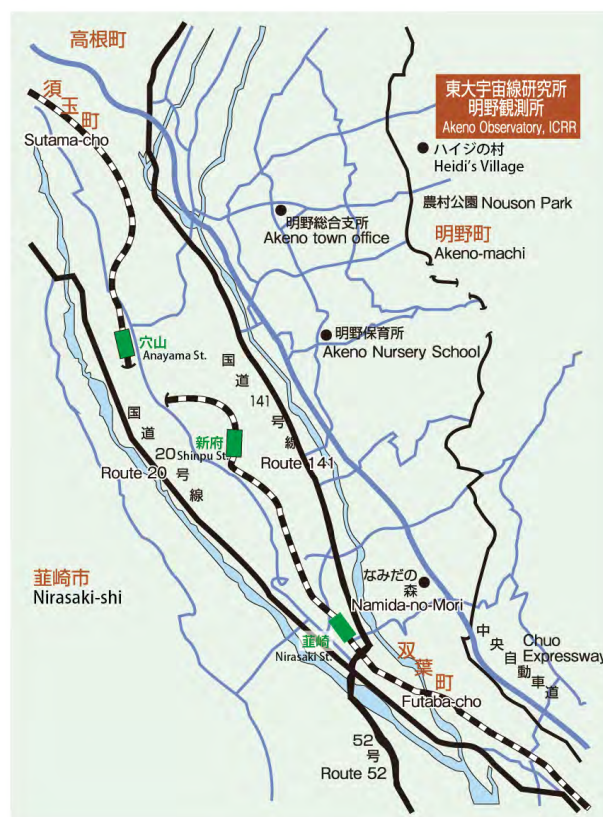 高根町
須玉町
Sutama-cho
東大宇宙線研究所
明野観測所
Akeno Observatory, ICRR
ハイジの村
Heidi's Village
農村公園 Nouson Park
明野総合支所
Akeno town office
明野町
Akeno-machi
穴山
Anayama St.
明野保育所
Akeno Nursery School
国道141号線
Route 141
国道20号線
Route 20
新府
Shinpu St.
韮崎市
Nirasaki-shi
なみだの
森
Namida-no-Mori
韮崎
Nirasaki St.
双葉町
Futaba-cho
中央自動車道
Chuo
Expressway
52
号
Route 52